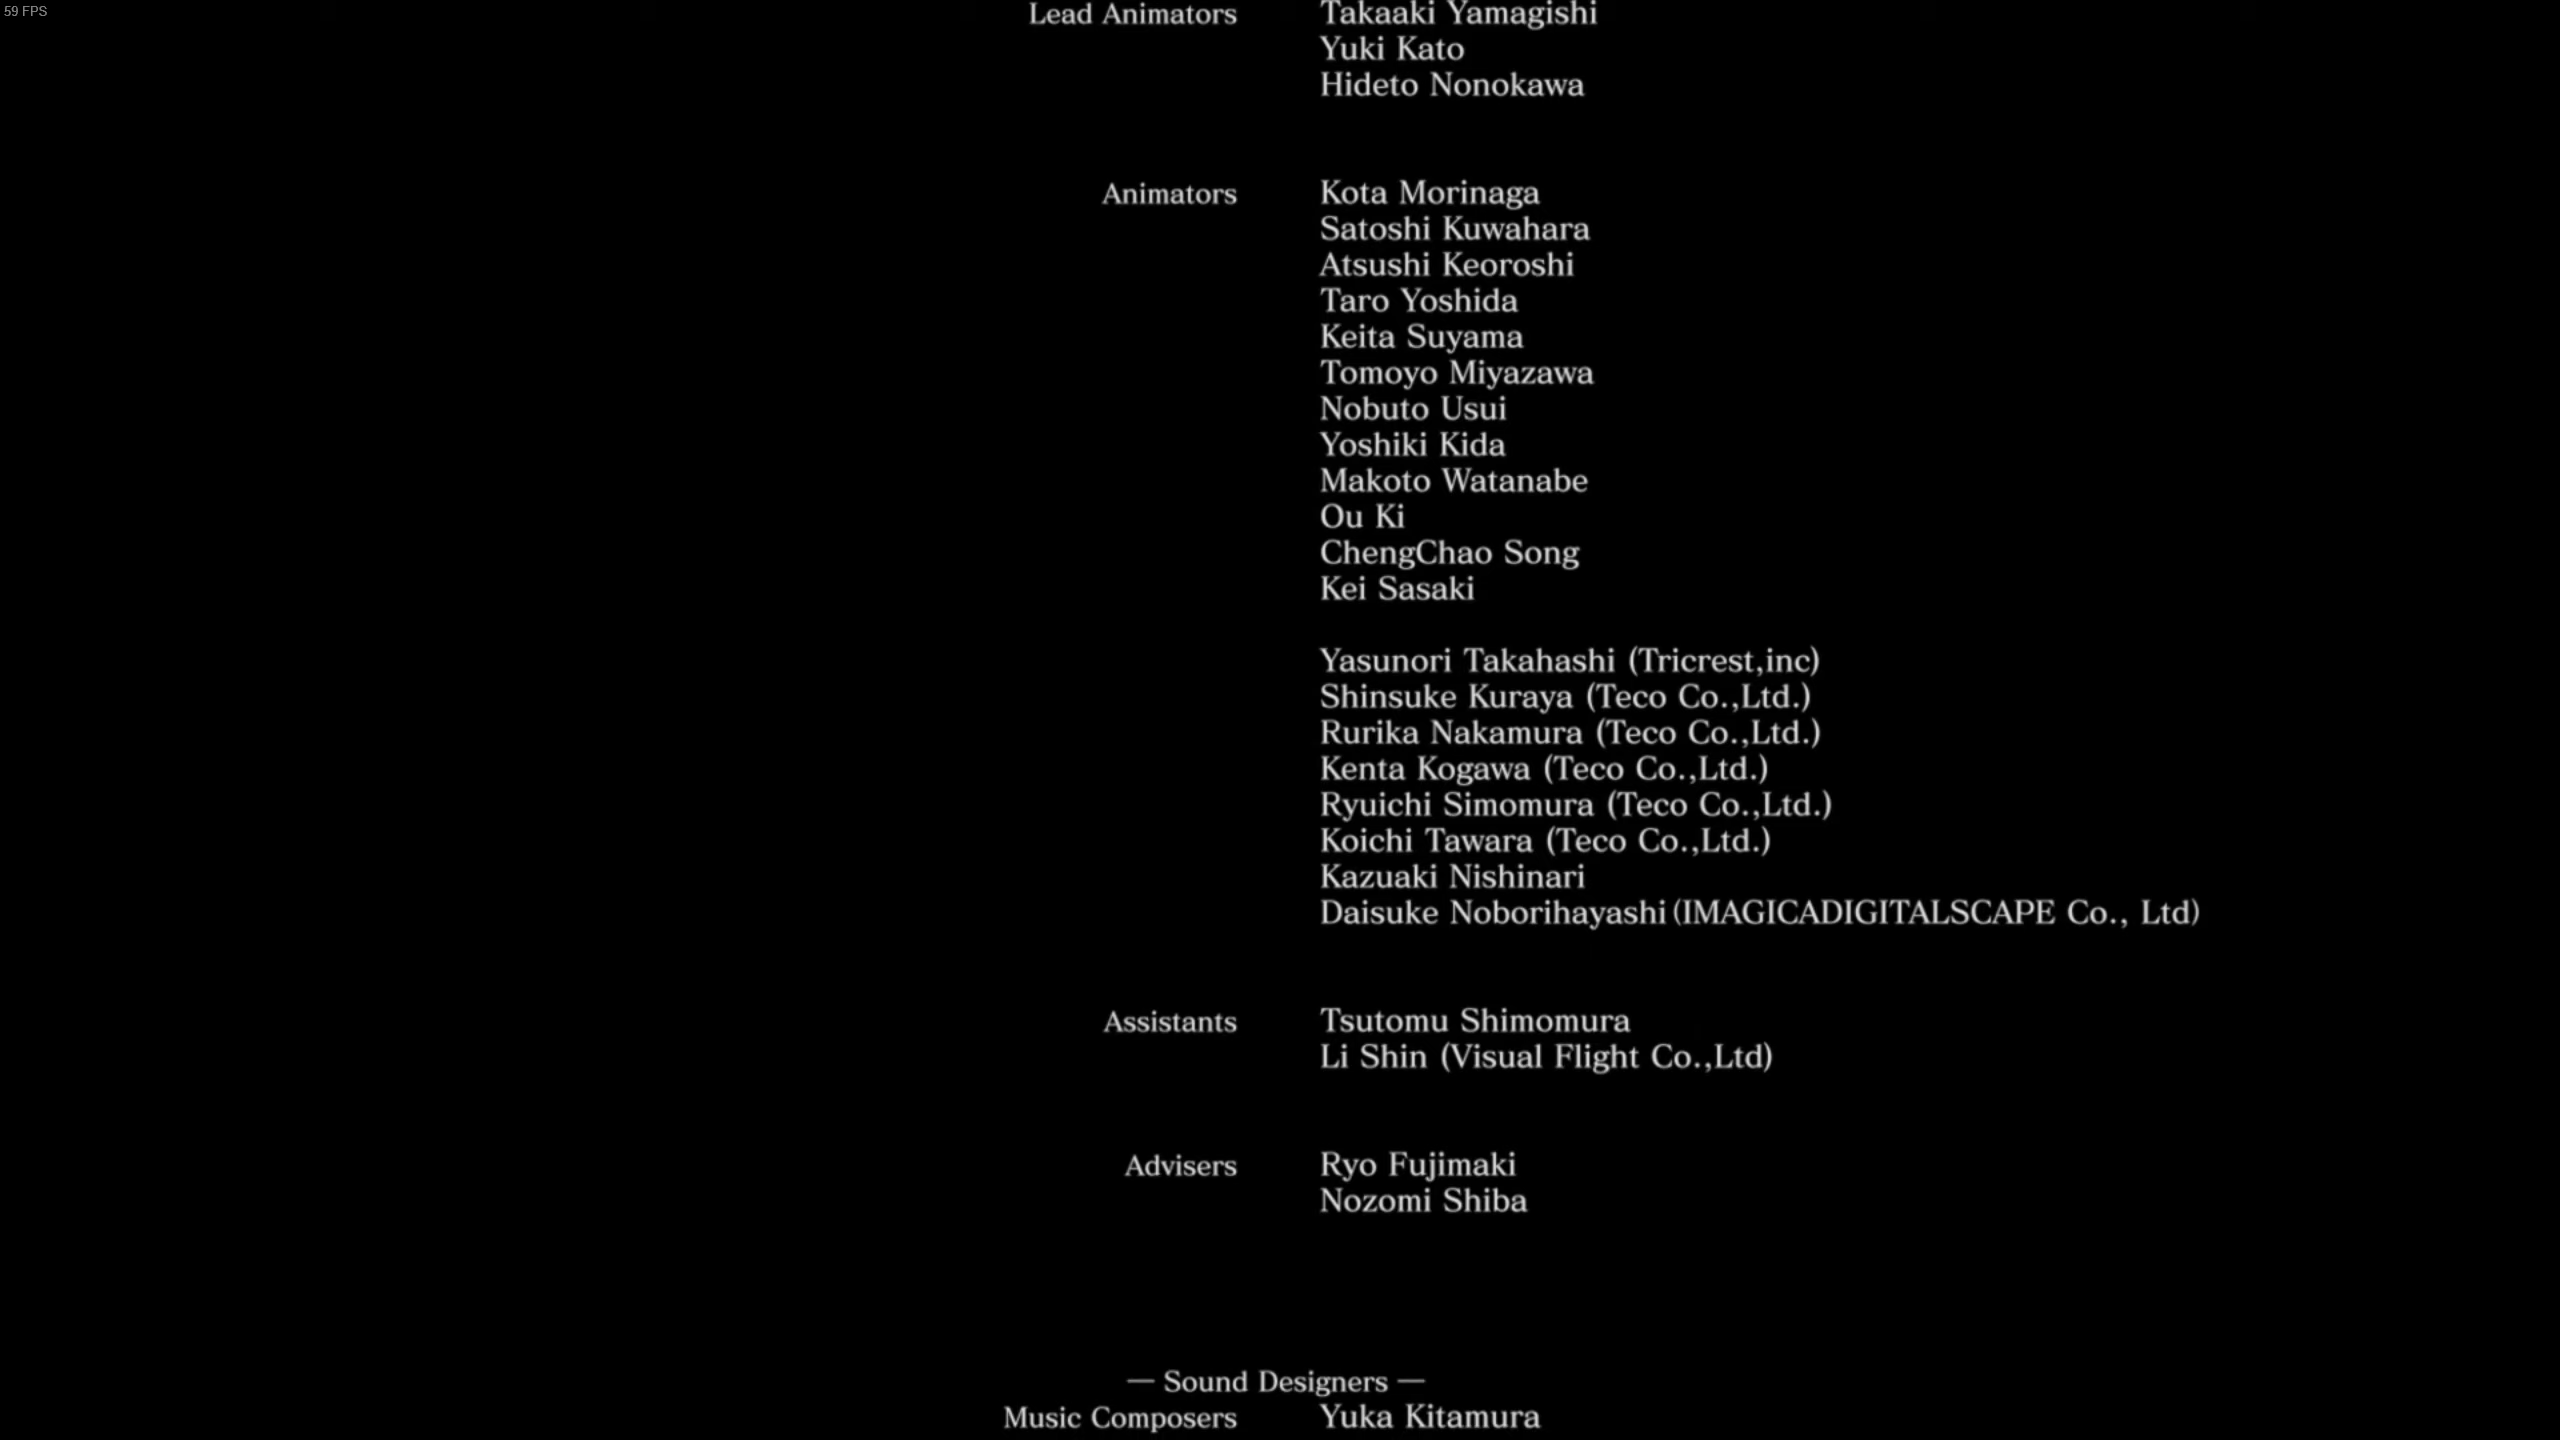 59 FPS
Lead Animators Takaaki Yamagishi
Yuki Kato
Hideto Nonokawa
Animators Kota Morinaga
Satoshi Kuwahara
Atsushi Keoroshi
Taro Yoshida
Keita Suyama
Tomoyo Miyazawa
Nobuto Usui
Yoshiki Kida
Makoto Watanabe
Ou Ki
ChengChao Song
Kei Sasaki
Yasunori Takahashi (Tricrest,inc)
Shinsuke Kuraya (Teco Co.,Ltd.)
Rurika Nakamura (Teco Co.,Ltd.)
Kenta Kogawa (Teco Co.,Ltd.)
Ryuichi Simomura (Teco Co.,Ltd.)
Koichi Tawara (Teco Co.,Ltd.)
Kazuaki Nishinari
Daisuke Noborihayashi (IMAGICADIGITALSCAPE Co., Ltd)
Assistants Tsutomu Shimomura
Li Shin (Visual Flight Co.,Ltd)
Advisers Ryo Fujimaki
Nozomi Shiba
— Sound Designers —
Music Composers Yuka Kitamura